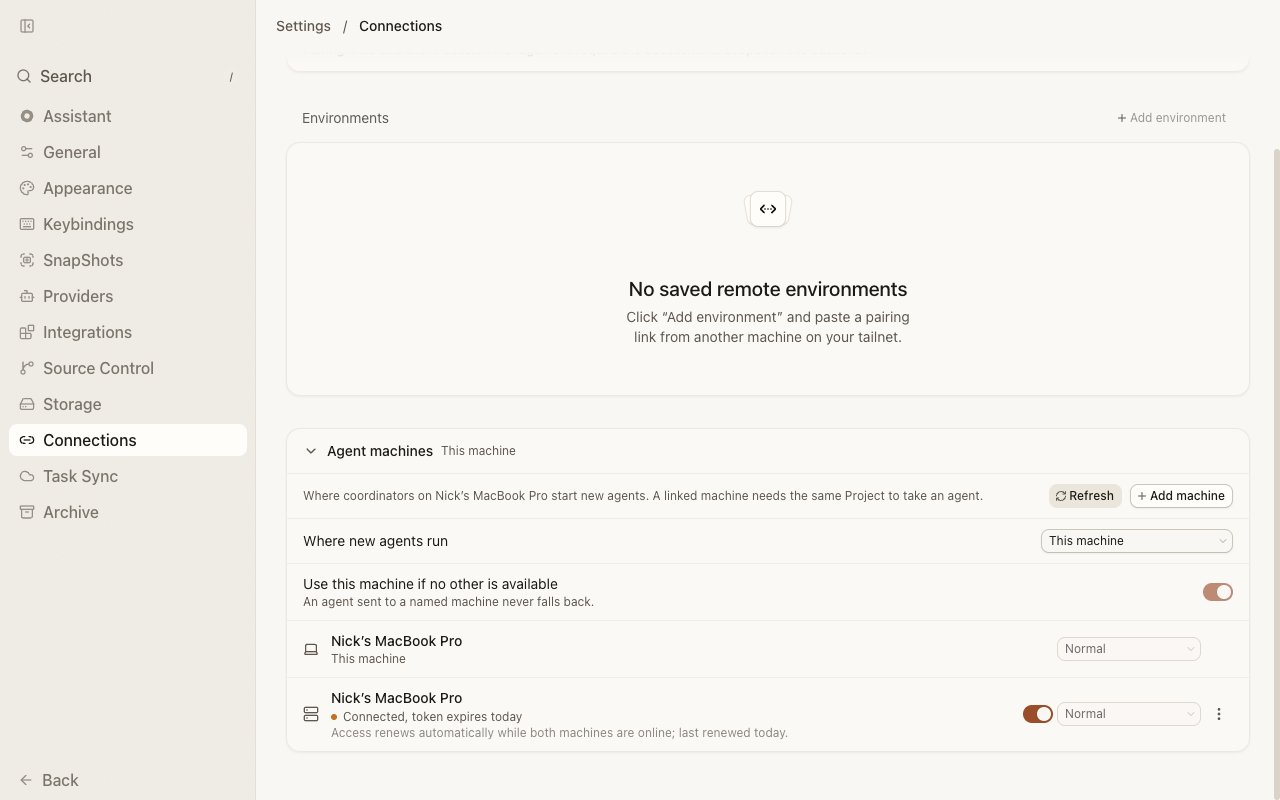 Settings / Connections
Search /
Assistant
General
Appearance
Keybindings
SnapShots
Providers
Integrations
Source Control
Storage
Connections
Task Sync
Archive
Back
Environments
+ Add environment
No saved remote environments
Click “Add environment” and paste a pairing
link from another machine on your tailnet.
Agent machines This machine
Where coordinators on Nick’s MacBook Pro start new agents. A linked machine needs the same Project to take an agent.
Refresh
+ Add machine
Where new agents run
This machine
Use this machine if no other is available
An agent sent to a named machine never falls back.
Nick’s MacBook Pro
This machine
Normal
Nick’s MacBook Pro
Connected, token expires today
Access renews automatically while both machines are online; last renewed today.
Normal